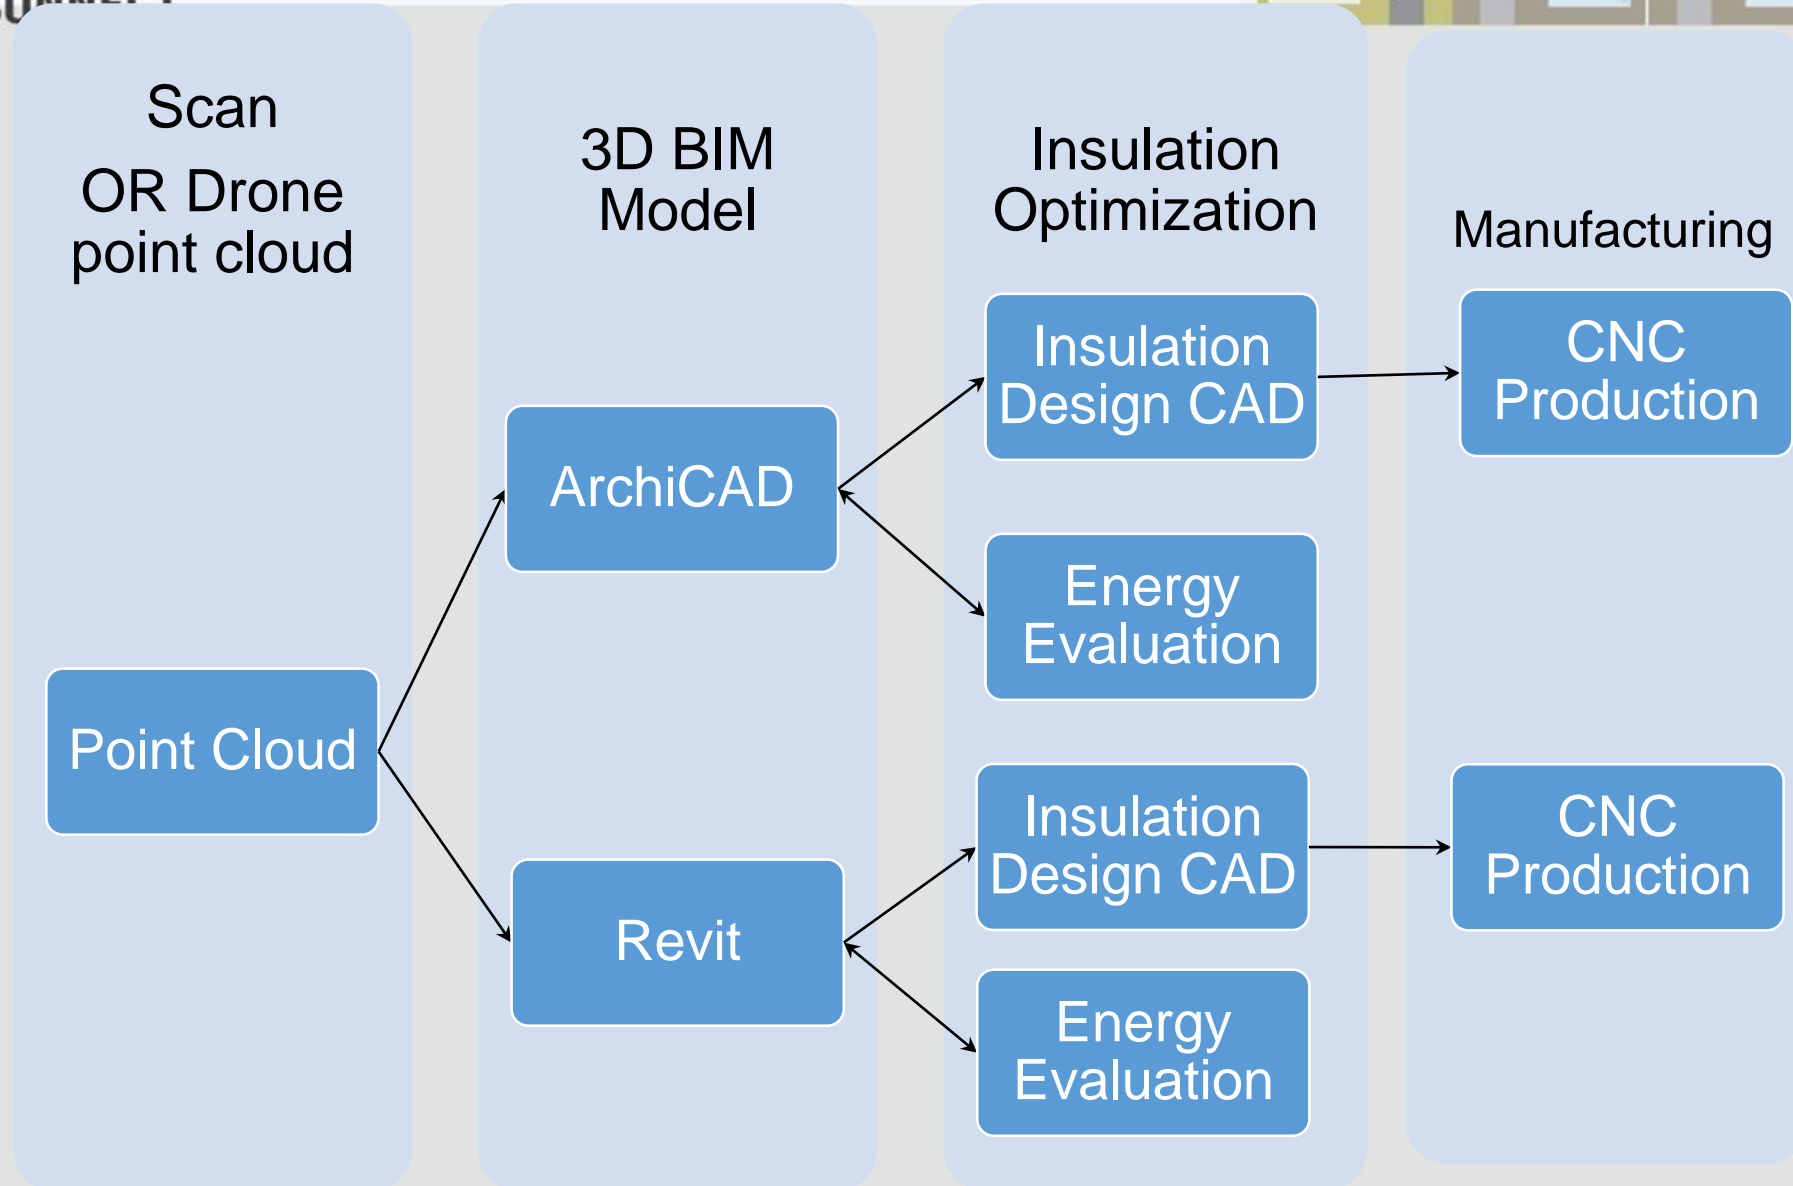 Scan
OR Drone
point cloud
Point Cloud
3D BIM
Model
ArchiCAD
Revit
Insulation
Optimization
Insulation
Design CAD
Energy
Evaluation
Insulation
Design CAD
Energy
Evaluation
Manufacturing
CNC
Production
CNC
Production